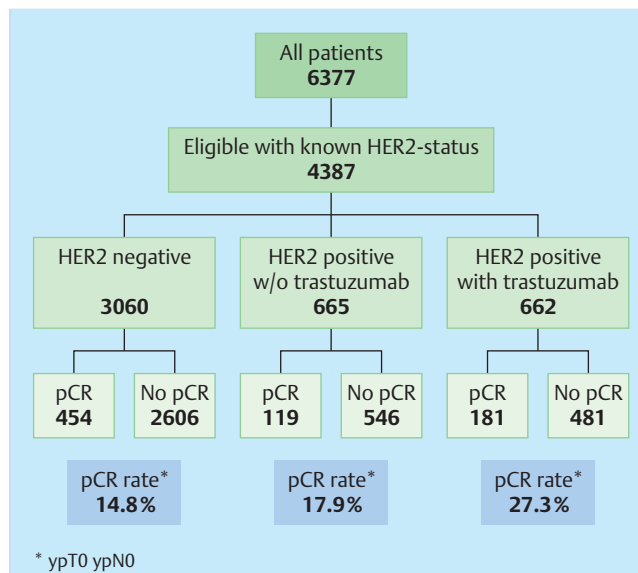 All patients
6377
Eligible with known HER2-status
4387
HER2 negative
3060
HER2 positive
w/o trastuzumab
665
HER2 positive
with trastuzumab
662
pCR
454
No pCR
2606
pCR
119
No pCR
546
pCR
181
No pCR
481
pCR rate*
14.8%
pCR rate*
17.9%
pCR rate*
27.3%
* ypT0 ypN0